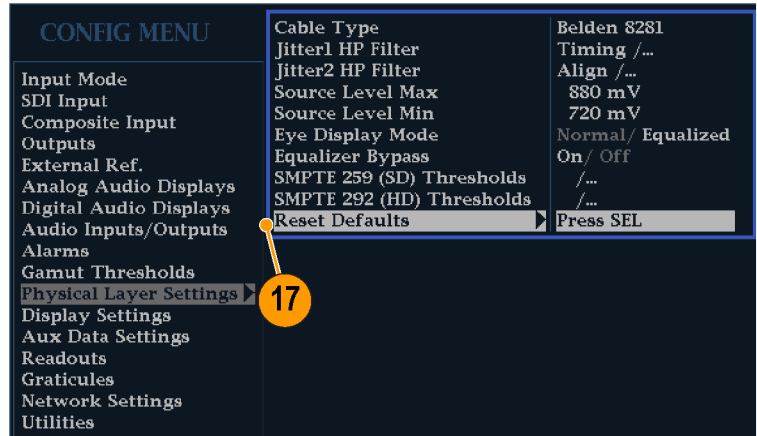 CONFIG MENU
Input Mode
SDI Input
Composite Input
Outputs
External Ref.
Analog Audio Displays
Digital Audio Displays
Audio Inputs/Outputs
Alarms
Gamut Thresholds
Physical Layer Settings
Display Settings
Aux Data Settings
Readouts
Graticules
Network Settings
Utilities
Cable Type Belden 8281
Jitter1 HP Filter Timing /...
Jitter2 HP Filter Align /...
Source Level Max 880 mV
Source Level Min 720 mV
Eye Display Mode Normal/ Equalized
Equalizer Bypass On/ Off
SMPTE 259 (SD) Thresholds /...
SMPTE 292 (HD) Thresholds /...
Reset Defaults Press SEL
17